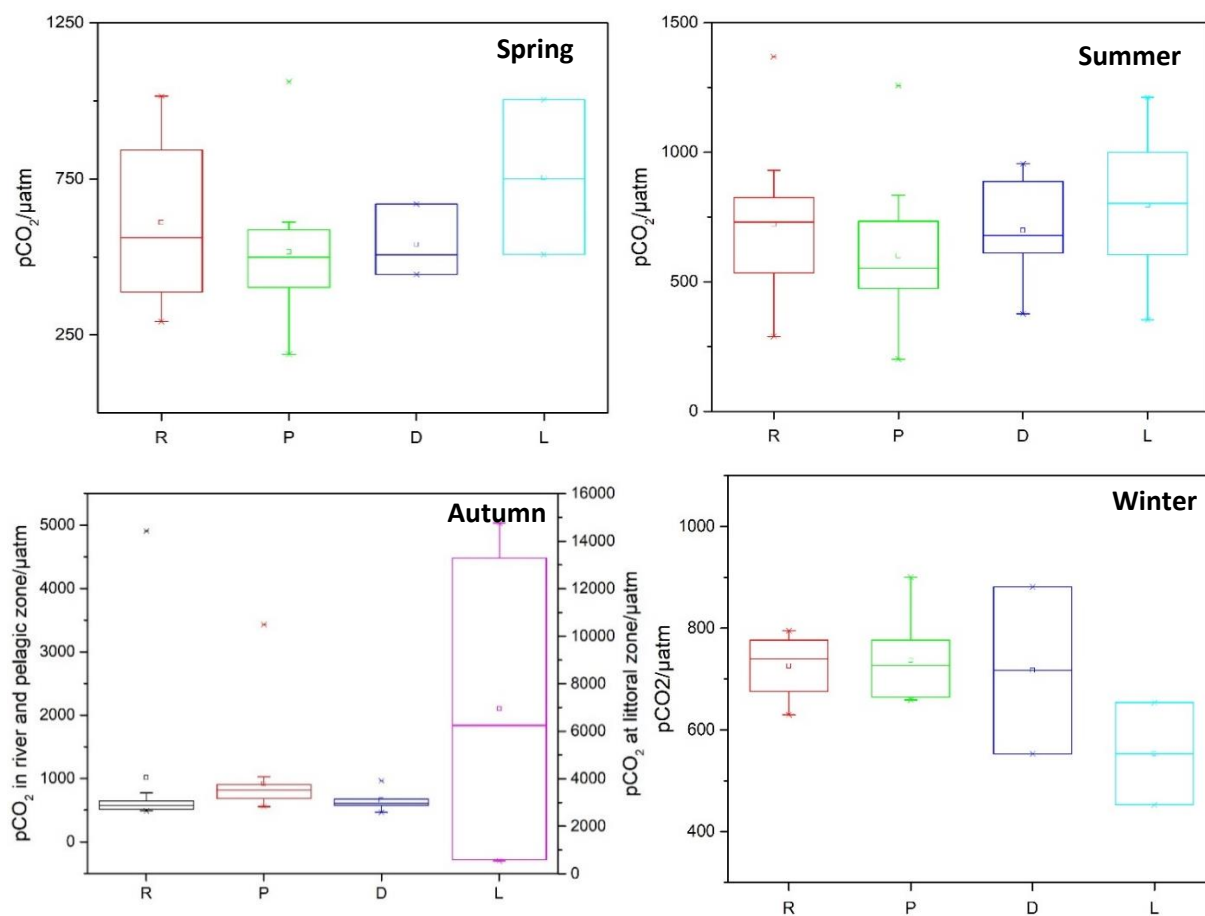 Spring
pCO₂/μatm
1250
750
250
R P D L
Summer
pCO₂/μatm
1500
1000
500
0
R P D L
Autumn
pCO₂ in river and pelagic zone/μatm
5000
4000
3000
2000
1000
0
pCO₂ at littoral zone/μatm
16000
14000
12000
10000
8000
6000
4000
2000
0
R P D L
Winter
pCO2/μatm
1000
800
600
400
R P D L